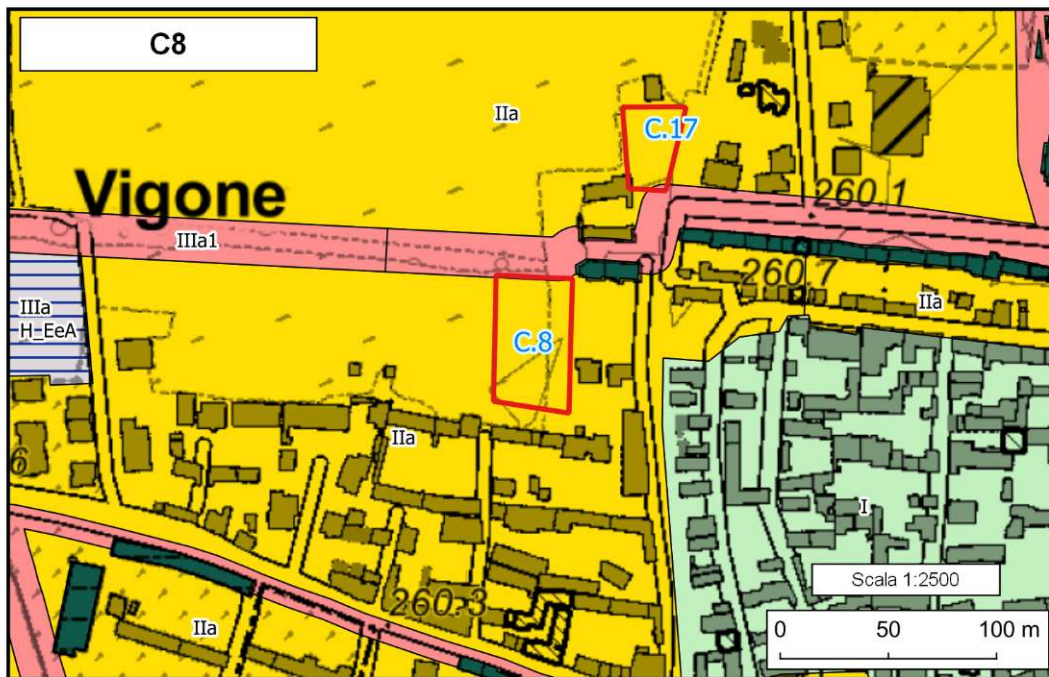 C8
IIa
C.17
Vigone
260.1
IIIa1
260.7
IIa
IIIa
H_EeA
C.8
IIa
6
I
Scala 1:2500
260.3
0 50 100 m
IIa